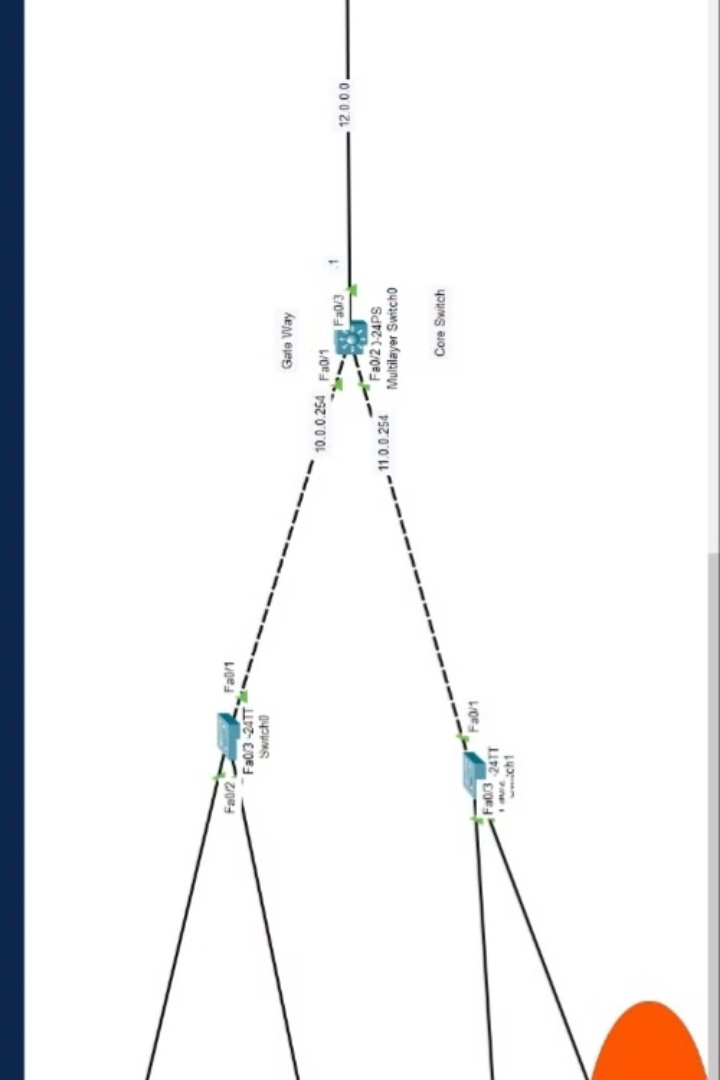 12.0.0.0
.1
Fa0/3
Gate Way
Fa0/1
Fa0/2 )-24PS
Multilayer Switch0
Core Switch
10.0.0.254
11.0.0.254
Fa0/1
Fa0/3 -24TT
Switch0
Fa0/2
Fa0/1
-24TT
Fa0/3